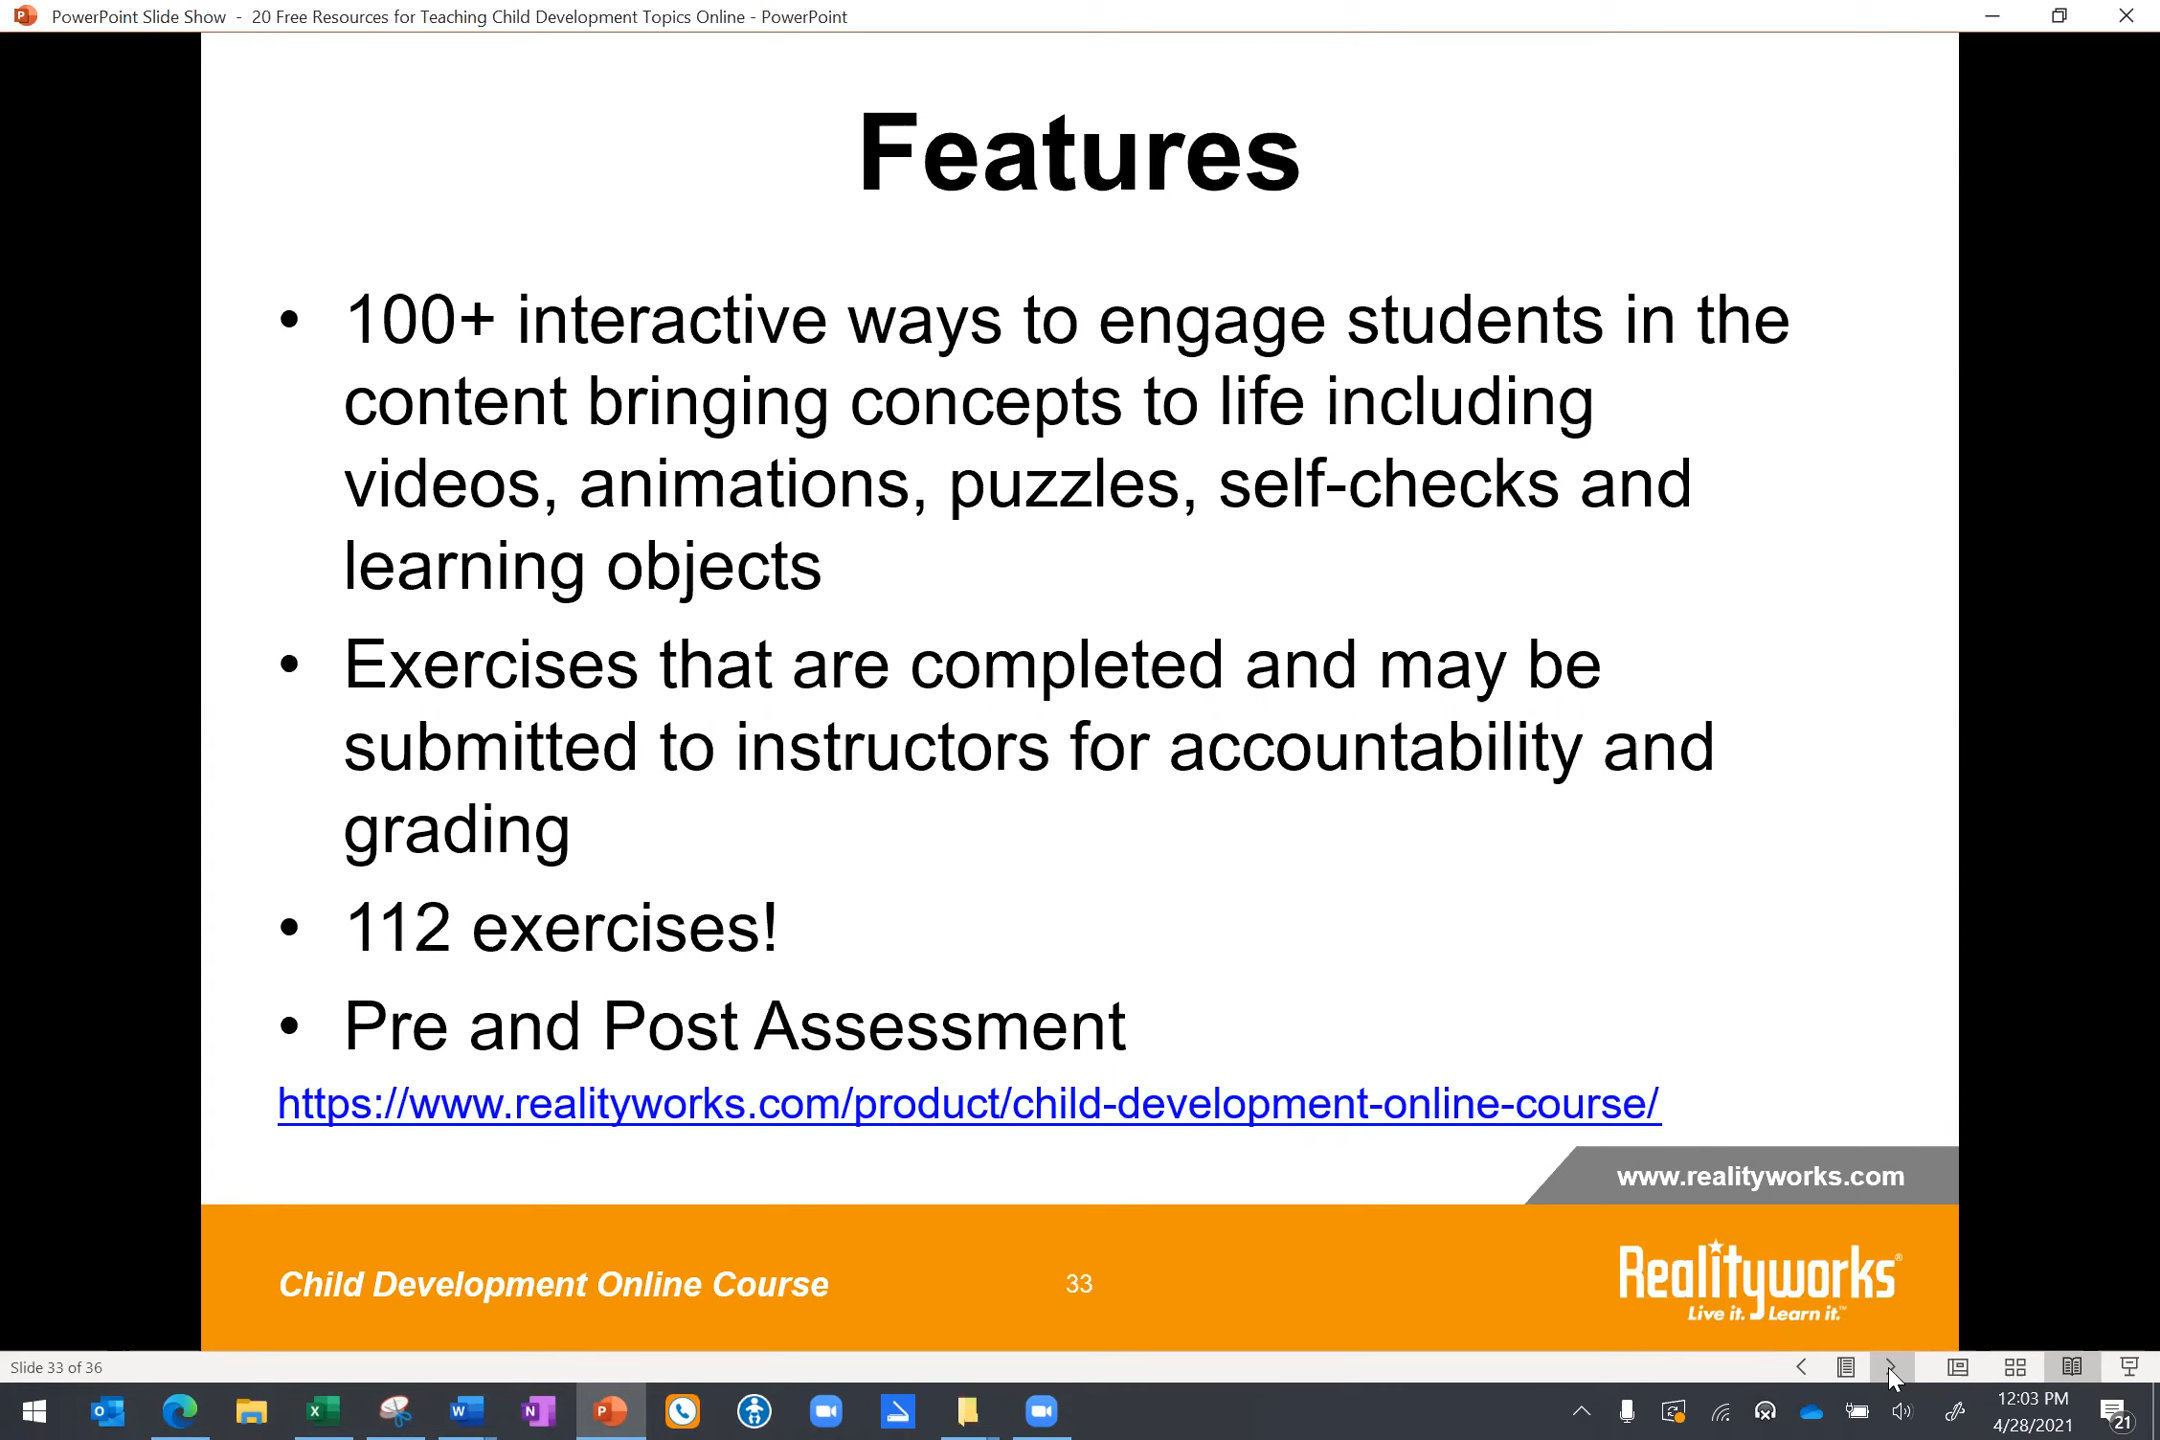 PowerPoint Slide Show - 20 Free Resources for Teaching Child Development Topics Online - PowerPoint
Features
• 100+ interactive ways to engage students in the
content bringing concepts to life including
videos, animations, puzzles, self-checks and
learning objects
• Exercises that are completed and may be
submitted to instructors for accountability and
grading
• 112 exercises!
• Pre and Post Assessment
https://www.realityworks.com/product/child-development-online-course/
www.realityworks.com
Child Development Online Course
33
Realityworks®
Live it. Learn it.™
Slide 33 of 36
12:03 PM
4/28/2021
21